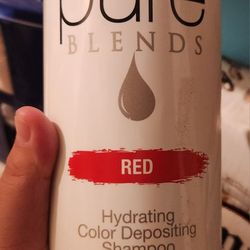 pure
BLENDS
RED
Hydrating
Color Depositing
Shampoo